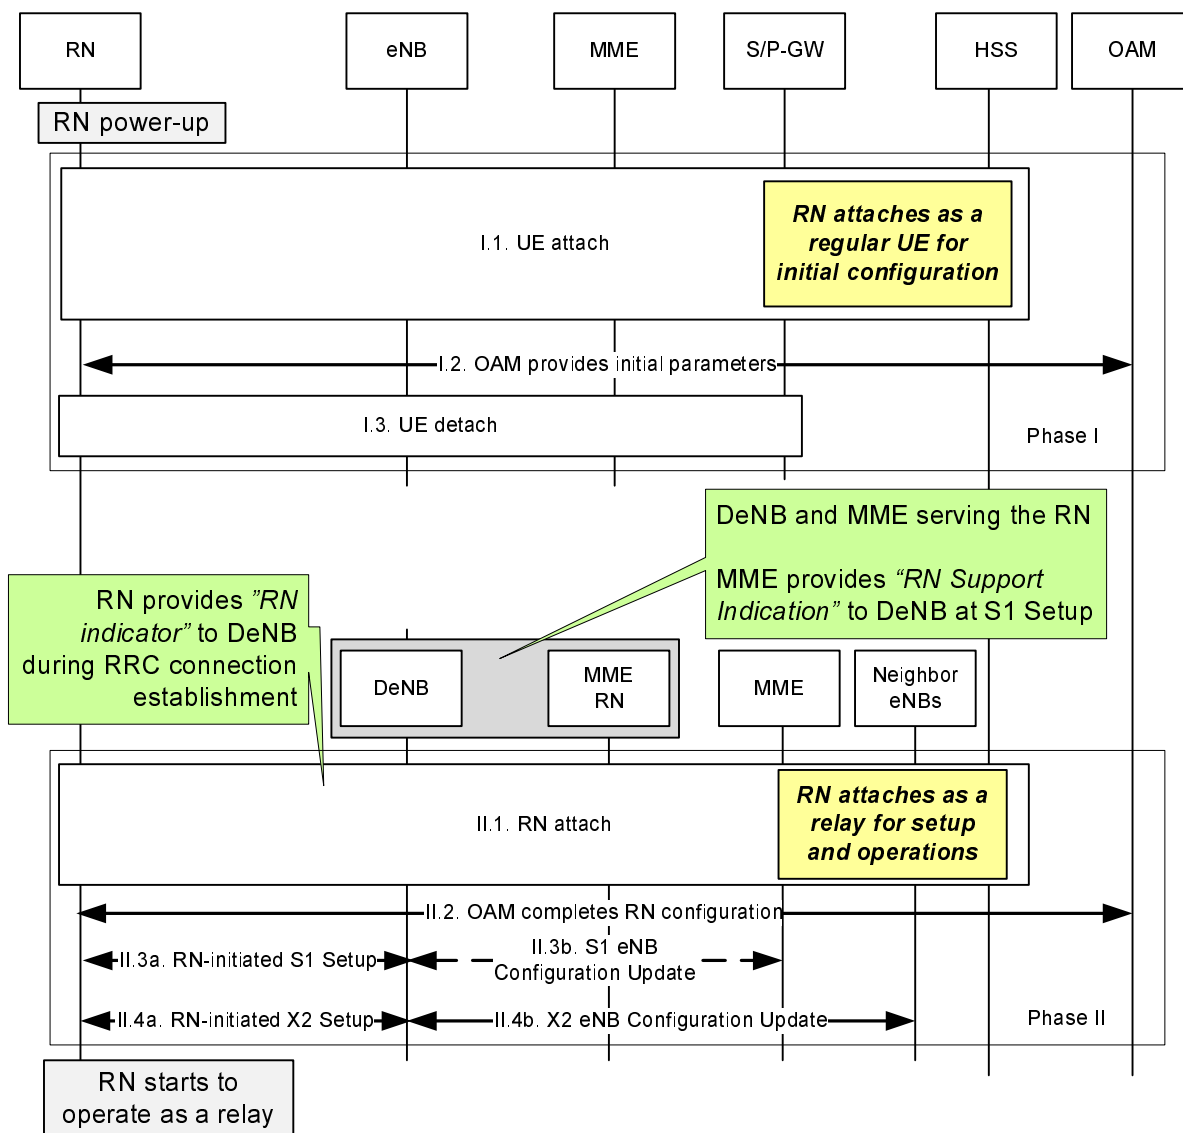 RN
eNB
MME
S/P-GW
HSS
OAM
RN power-up
I.1. UE attach
RN attaches as a
regular UE for
initial configuration
I.2. OAM provides initial parameters
I.3. UE detach
Phase I
DeNB and MME serving the RN
MME provides “RN Support
Indication” to DeNB at S1 Setup
RN provides ”RN
indicator” to DeNB
during RRC connection
establishment
DeNB
MME
RN
MME
Neighbor
eNBs
II.1. RN attach
RN attaches as a
relay for setup
and operations
II.2. OAM completes RN configuration
II.3a. RN-initiated S1 Setup
II.3b. S1 eNB
Configuration Update
II.4a. RN-initiated X2 Setup
II.4b. X2 eNB Configuration Update
Phase II
RN starts to
operate as a relay